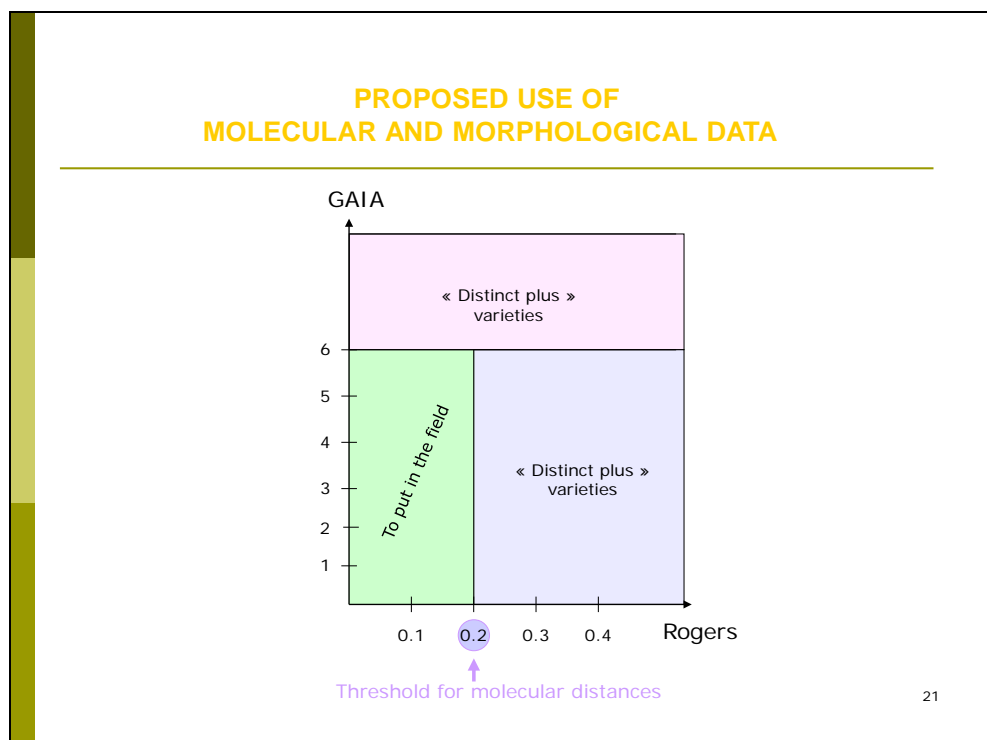 PROPOSED USE OF
MOLECULAR AND MORPHOLOGICAL DATA
GAIA
« Distinct plus »
varieties
6
5
4
3
2
1
To put in the field
« Distinct plus »
varieties
0.1 0.2 0.3 0.4 Rogers
Threshold for molecular distances
21